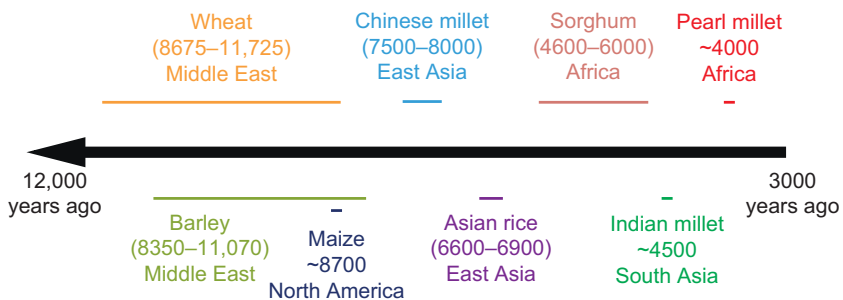 Wheat
(8675–11,725)
Middle East
Chinese millet
(7500–8000)
East Asia
Sorghum
(4600–6000)
Africa
Pearl millet
~4000
Africa
12,000
years ago
3000
years ago
Barley
(8350–11,070)
Middle East
Maize
~8700
North America
Asian rice
(6600–6900)
East Asia
Indian millet
~4500
South Asia